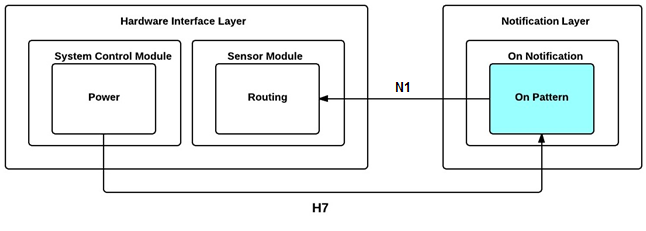 Hardware Interface Layer
Notification Layer
System Control Module
Sensor Module
On Notification
Power
Routing
N1
On Pattern
H7